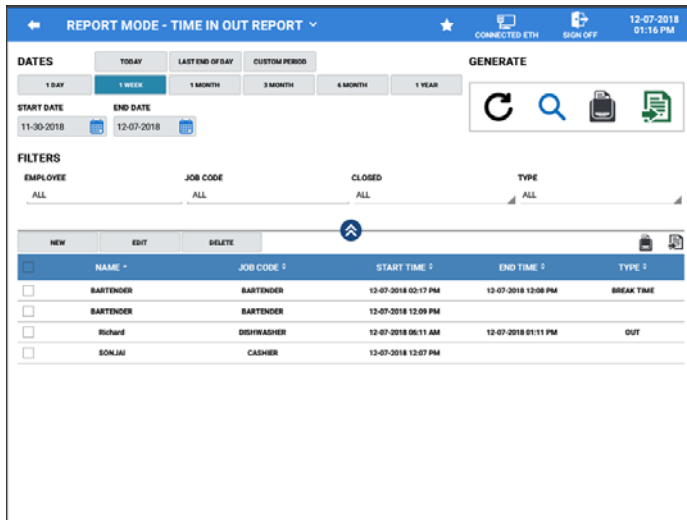 REPORT MODE - TIME IN OUT REPORT
CONNECTED ETH
SIGN OFF
12-07-2018
01:16 PM
DATES
TODAY
LAST END OF DAY
CUSTOM PERIOD
GENERATE
1 DAY
1 WEEK
1 MONTH
3 MONTH
6 MONTH
1 YEAR
START DATE
END DATE
11-30-2018
12-07-2018
FILTERS
EMPLOYEE
JOB CODE
CLOSED
TYPE
ALL
ALL
ALL
ALL
NEW
EDIT
DELETE
NAME JOB CODE START TIME END TIME TYPE
BARTENDER BARTENDER 12-07-2018 02:17 PM 12-07-2018 12:08 PM BREAK TIME
BARTENDER BARTENDER 12-07-2018 12:09 PM
Richard DISHWASHER 12-07-2018 06:11 AM 12-07-2018 01:11 PM OUT
SONJAI CASHIER 12-07-2018 12:07 PM